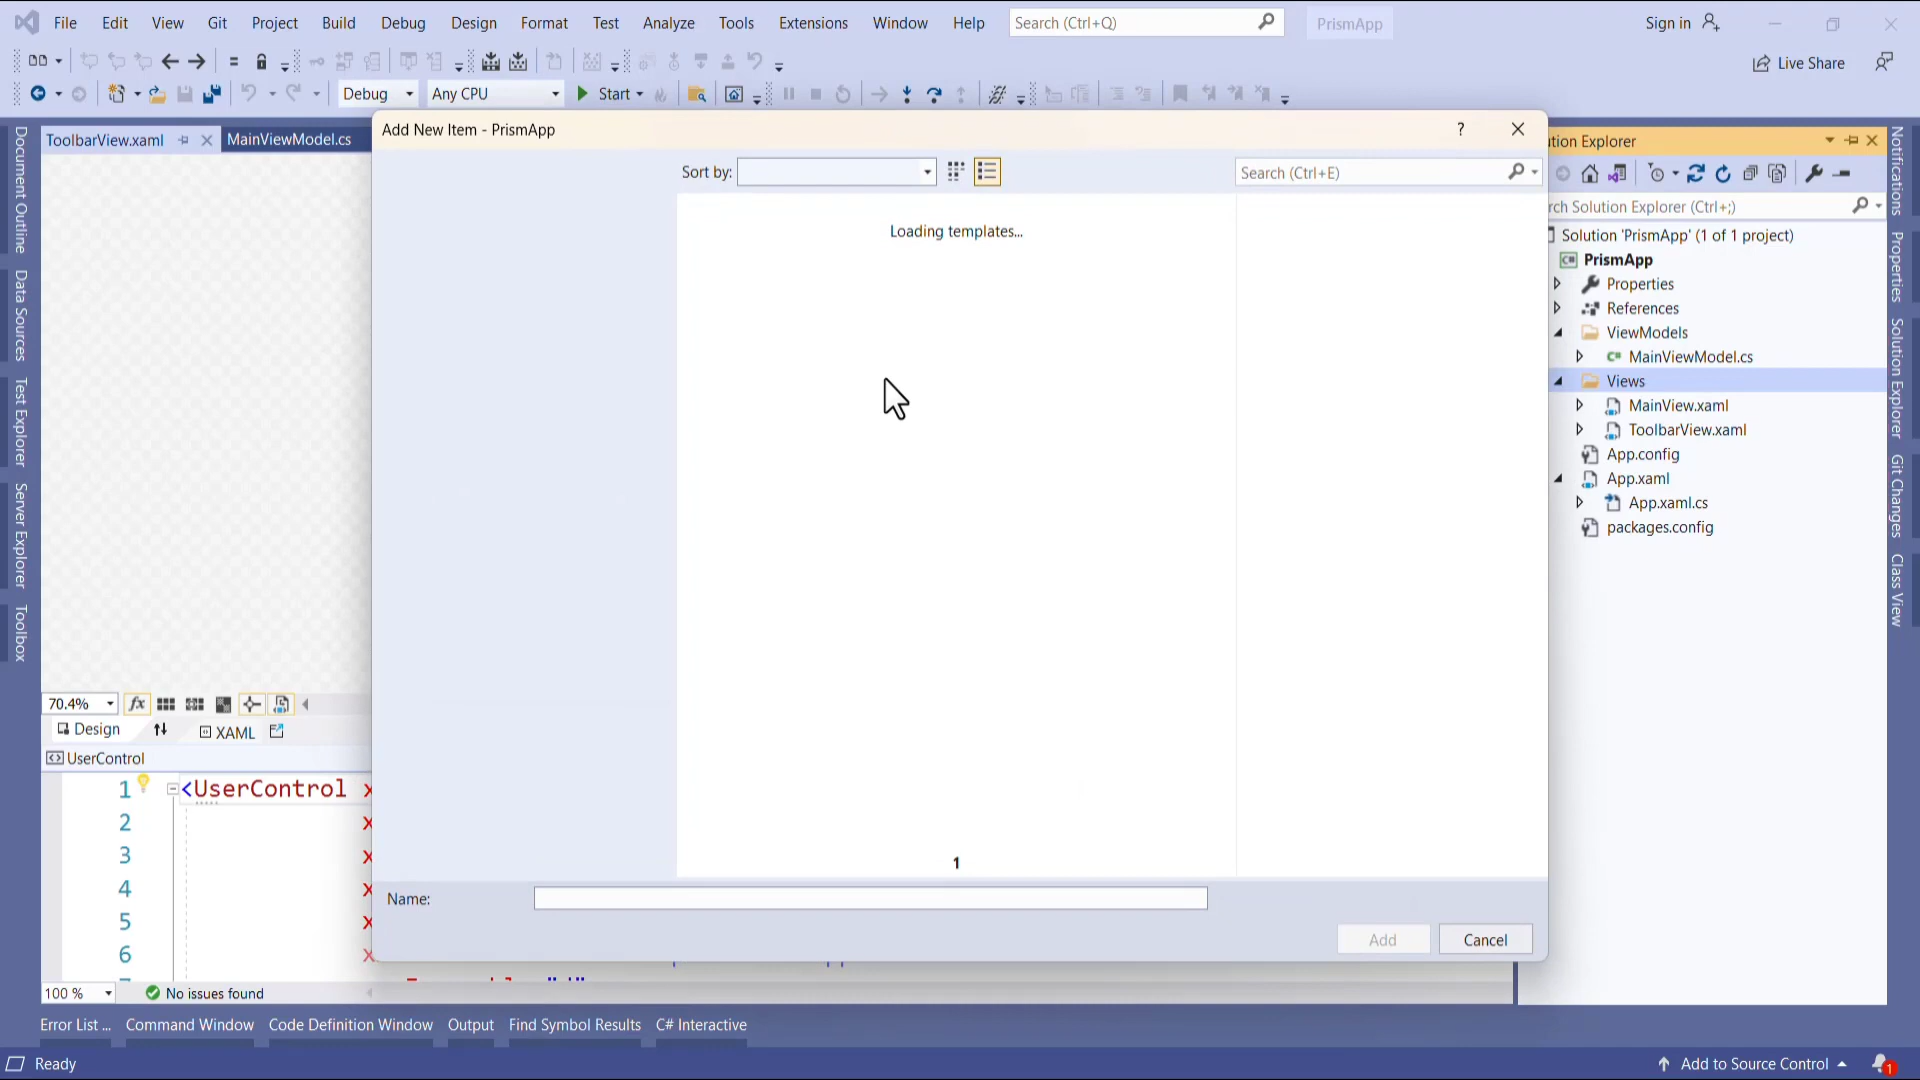 File Edit View Git Project Build Debug Design Format Test Analyze Tools Extensions Window Help Search (Ctrl+Q) PrismApp Sign in
Live Share
Debug Any CPU Start
ToolbarView.xaml MainViewModel.cs
Add New Item - PrismApp ?
Sort by: Search (Ctrl+E)
Loading templates...
1
Name:
Add Cancel
Document Outline
Data Sources
Test Explorer
Server Explorer
Toolbox
70.4%
Design XAML
UserControl
1 <UserControl x
2 x
3 x
4 x
5 x
6 x
100 % No issues found
ution Explorer
rch Solution Explorer (Ctrl+;)
Solution 'PrismApp' (1 of 1 project)
PrismApp
Properties
References
ViewModels
MainViewModel.cs
Views
MainView.xaml
ToolbarView.xaml
App.config
App.xaml
App.xaml.cs
packages.config
Notifications
Properties
Solution Explorer
Git Changes
Class View
Error List ... Command Window Code Definition Window Output Find Symbol Results C# Interactive
Ready Add to Source Control 1